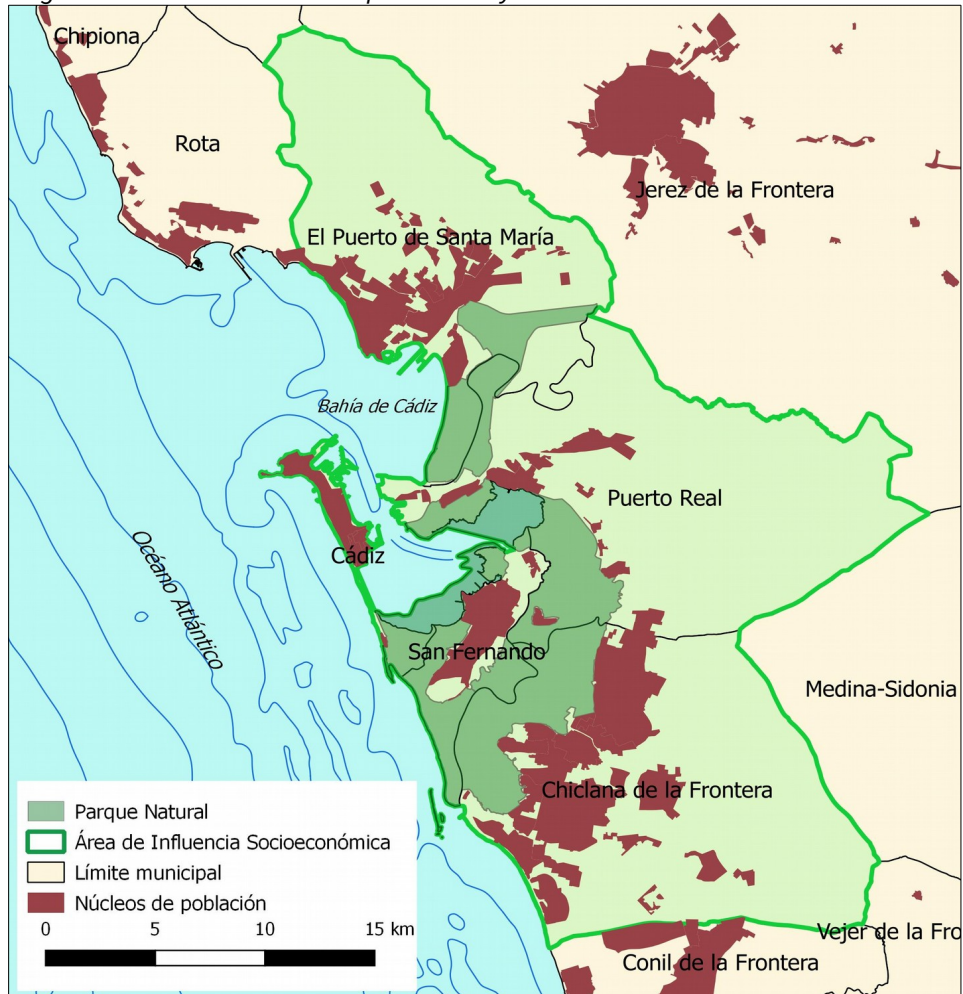 Chipiona
Rota
Jerez de la Frontera
El Puerto de Santa María
Bahía de Cádiz
Puerto Real
Cádiz
Océano Atlántico
San Fernando
Medina-Sidonia
Chiclana de la Frontera
Parque Natural
Área de Influencia Socioeconómica
Límite municipal
Núcleos de población
0 5 10 15 km
Vejer de la Fro
Conil de la Frontera